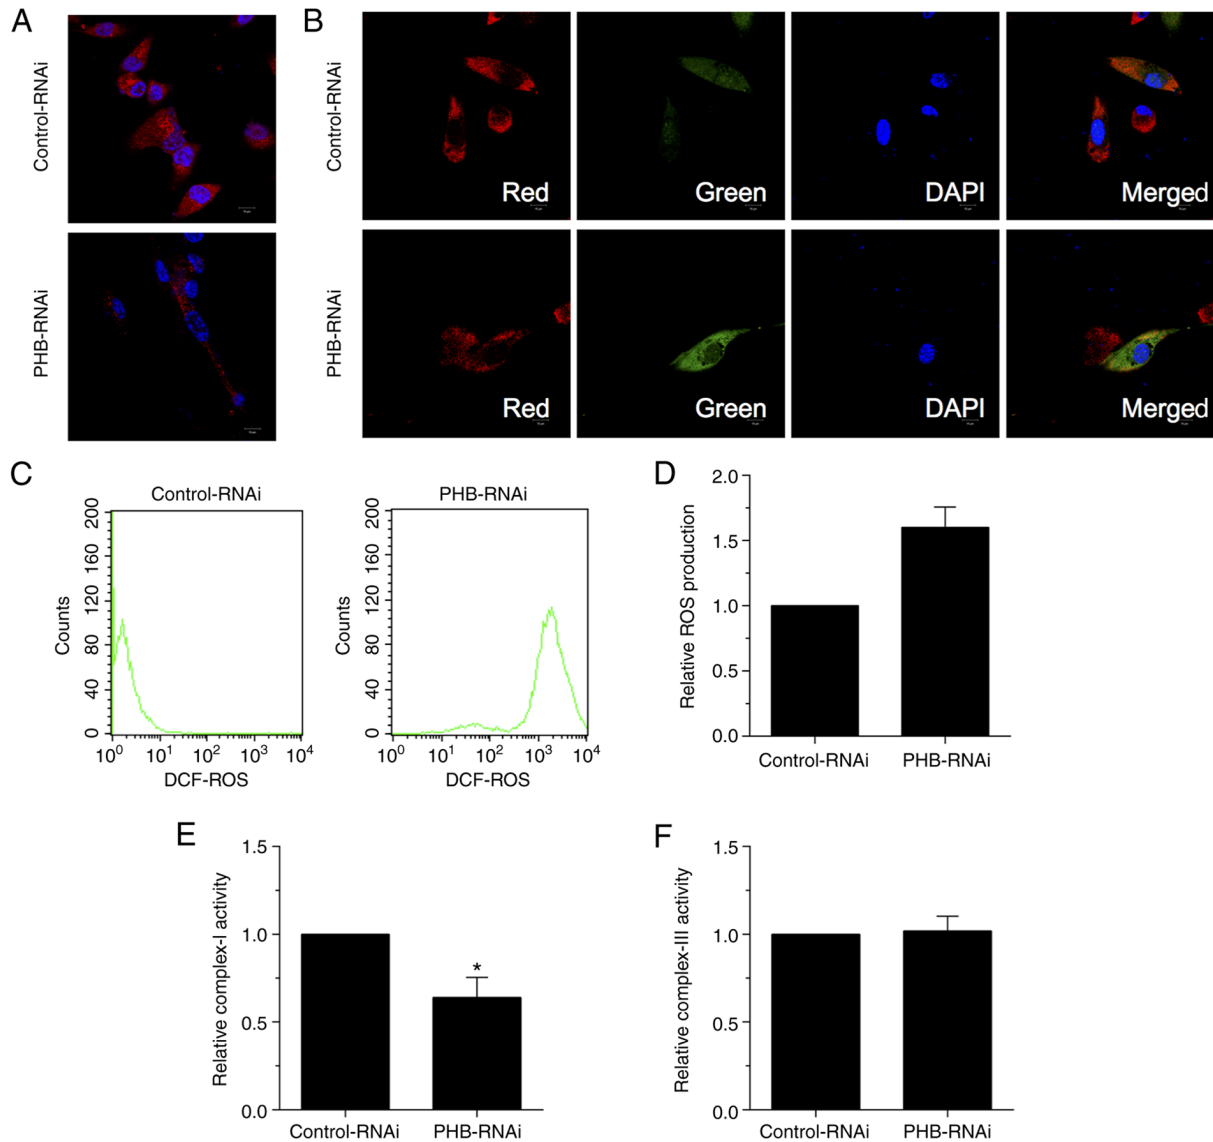 A
B
Control-RNAi
Control-RNAi
Red
Green
DAPI
Merged
PHB-RNAi
PHB-RNAi
Red
Green
DAPI
Merged
C
Control-RNAi
Counts
200
160
120
80
40
0
10⁰ 10¹ 10² 10³ 10⁴
DCF-ROS
PHB-RNAi
Counts
200
160
120
80
40
0
10⁰ 10¹ 10² 10³ 10⁴
DCF-ROS
D
Relative ROS production
2.0
1.5
1.0
0.5
0.0
Control-RNAi PHB-RNAi
E
Relative complex-I activity
1.5
1.0
0.5
0.0
*
Control-RNAi PHB-RNAi
F
Relative complex-III activity
1.5
1.0
0.5
0.0
Control-RNAi PHB-RNAi